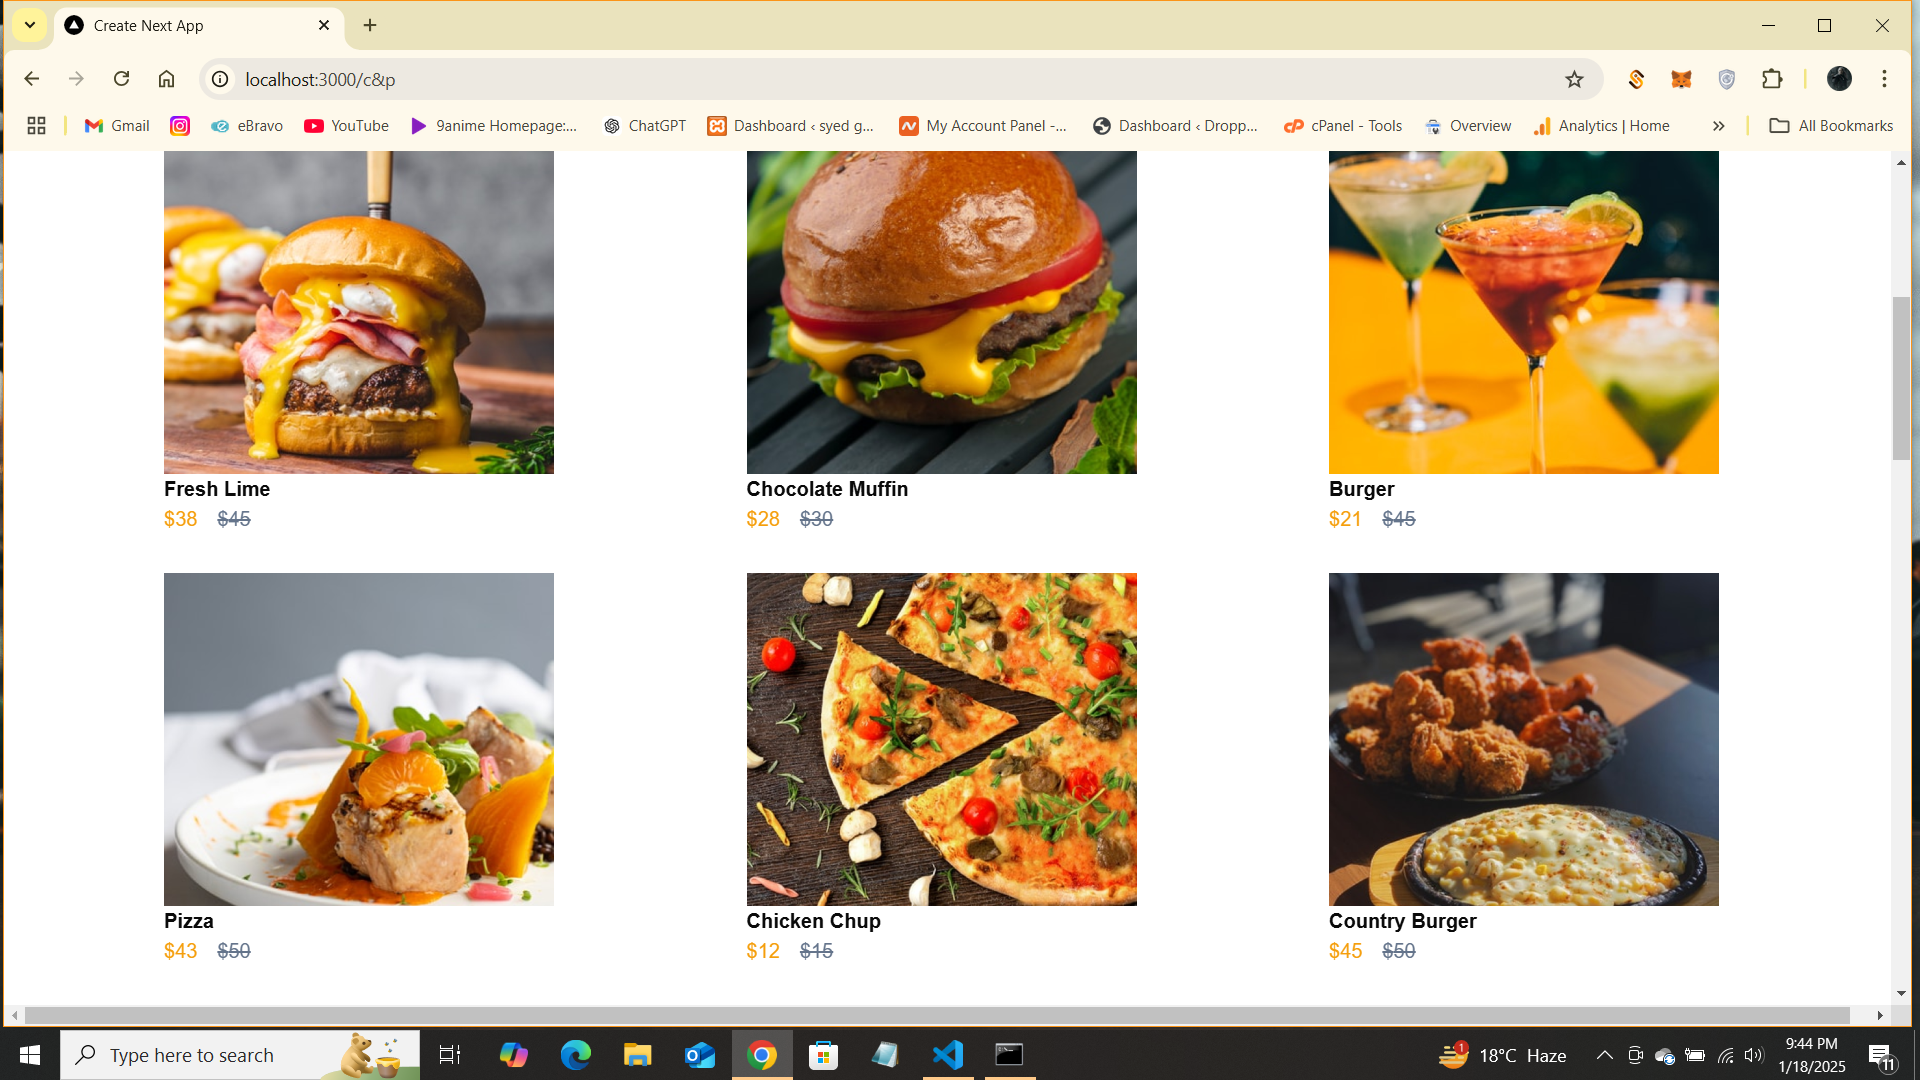 Create Next App
localhost:3000/c&p
Gmail eBravo YouTube 9anime Homepage:... ChatGPT Dashboard ‹ syed g... My Account Panel -... Dashboard ‹ Dropp... cPanel - Tools Overview Analytics | Home » All Bookmarks
Fresh Lime Chocolate Muffin Burger
$38 $45 $28 $30 $21 $45
Pizza Chicken Chup Country Burger
$43 $50 $12 $15 $45 $50
Type here to search 1 18°C Haze 9:44 PM
1/18/2025 11